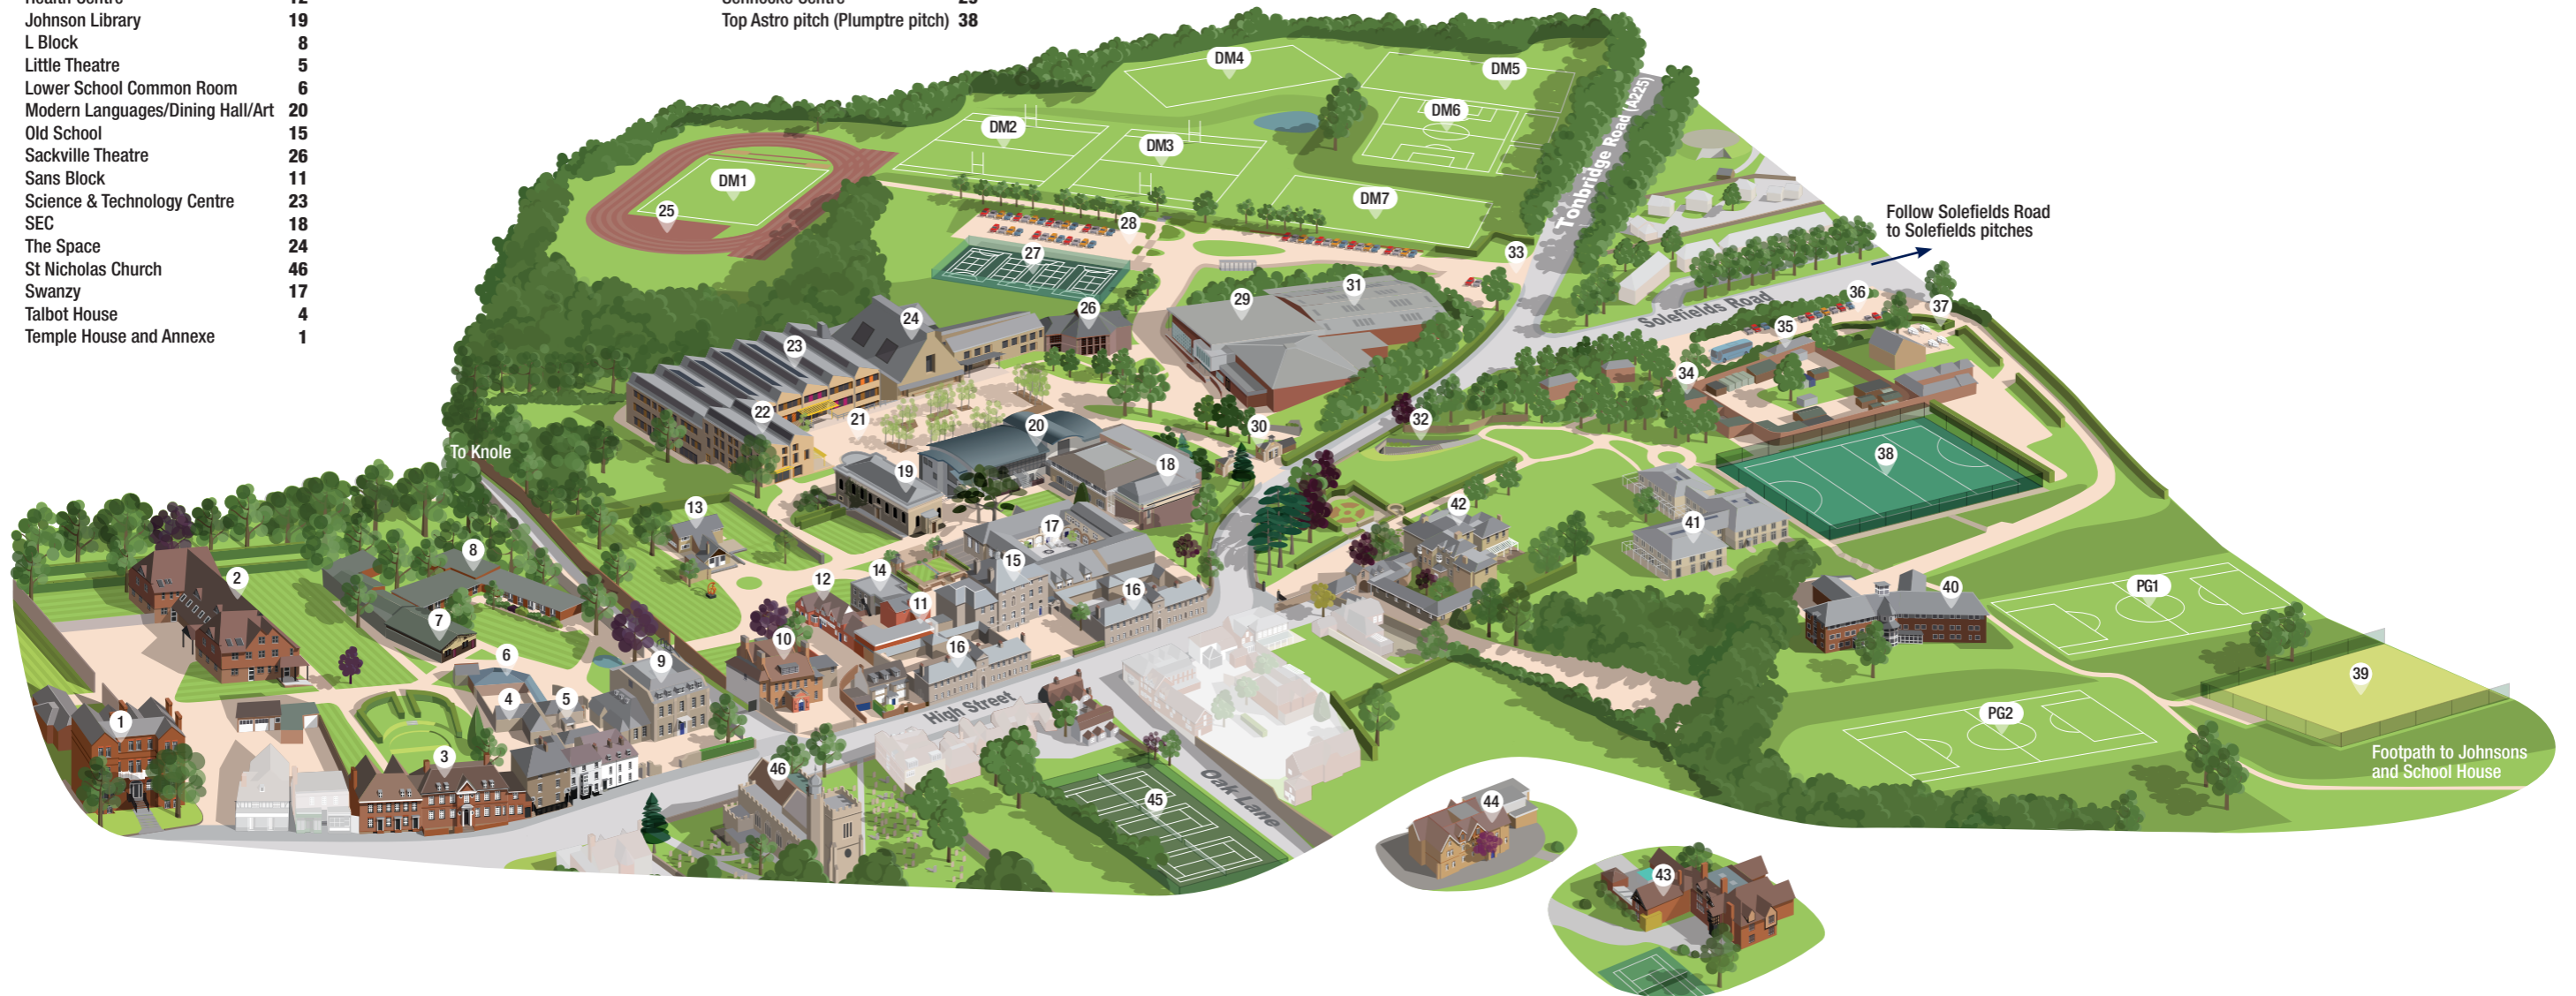 Health Centre 12
Johnson Library 19
L Block 8
Little Theatre 5
Lower School Common Room 6
Modern Languages/Dining Hall/Art 20
Old School 15
Sackville Theatre 26
Sans Block 11
Science & Technology Centre 23
SEC 18
The Space 24
St Nicholas Church 46
Swanzy 17
Talbot House 4
Temple House and Annexe 1
Sennocke Centre 29
Top Astro pitch (Plumptre pitch) 38
DM4
DM5
DM6
DM2
DM3
DM1
DM7
Tonbridge Road (A225)
25
28
27
33
Follow Solefields Road
to Solefields pitches
29
31
26
24
23
36
37
35
Solefields Road
34
22
21
20
30
32
To Knole
19
18
38
13
17
42
41
8
2
15
14
12
11
16
40
PG1
7
10
16
9
6
4
5
39
High Street
PG2
1
3
46
Footpath to Johnsons
and School House
45
Oak Lane
44
43